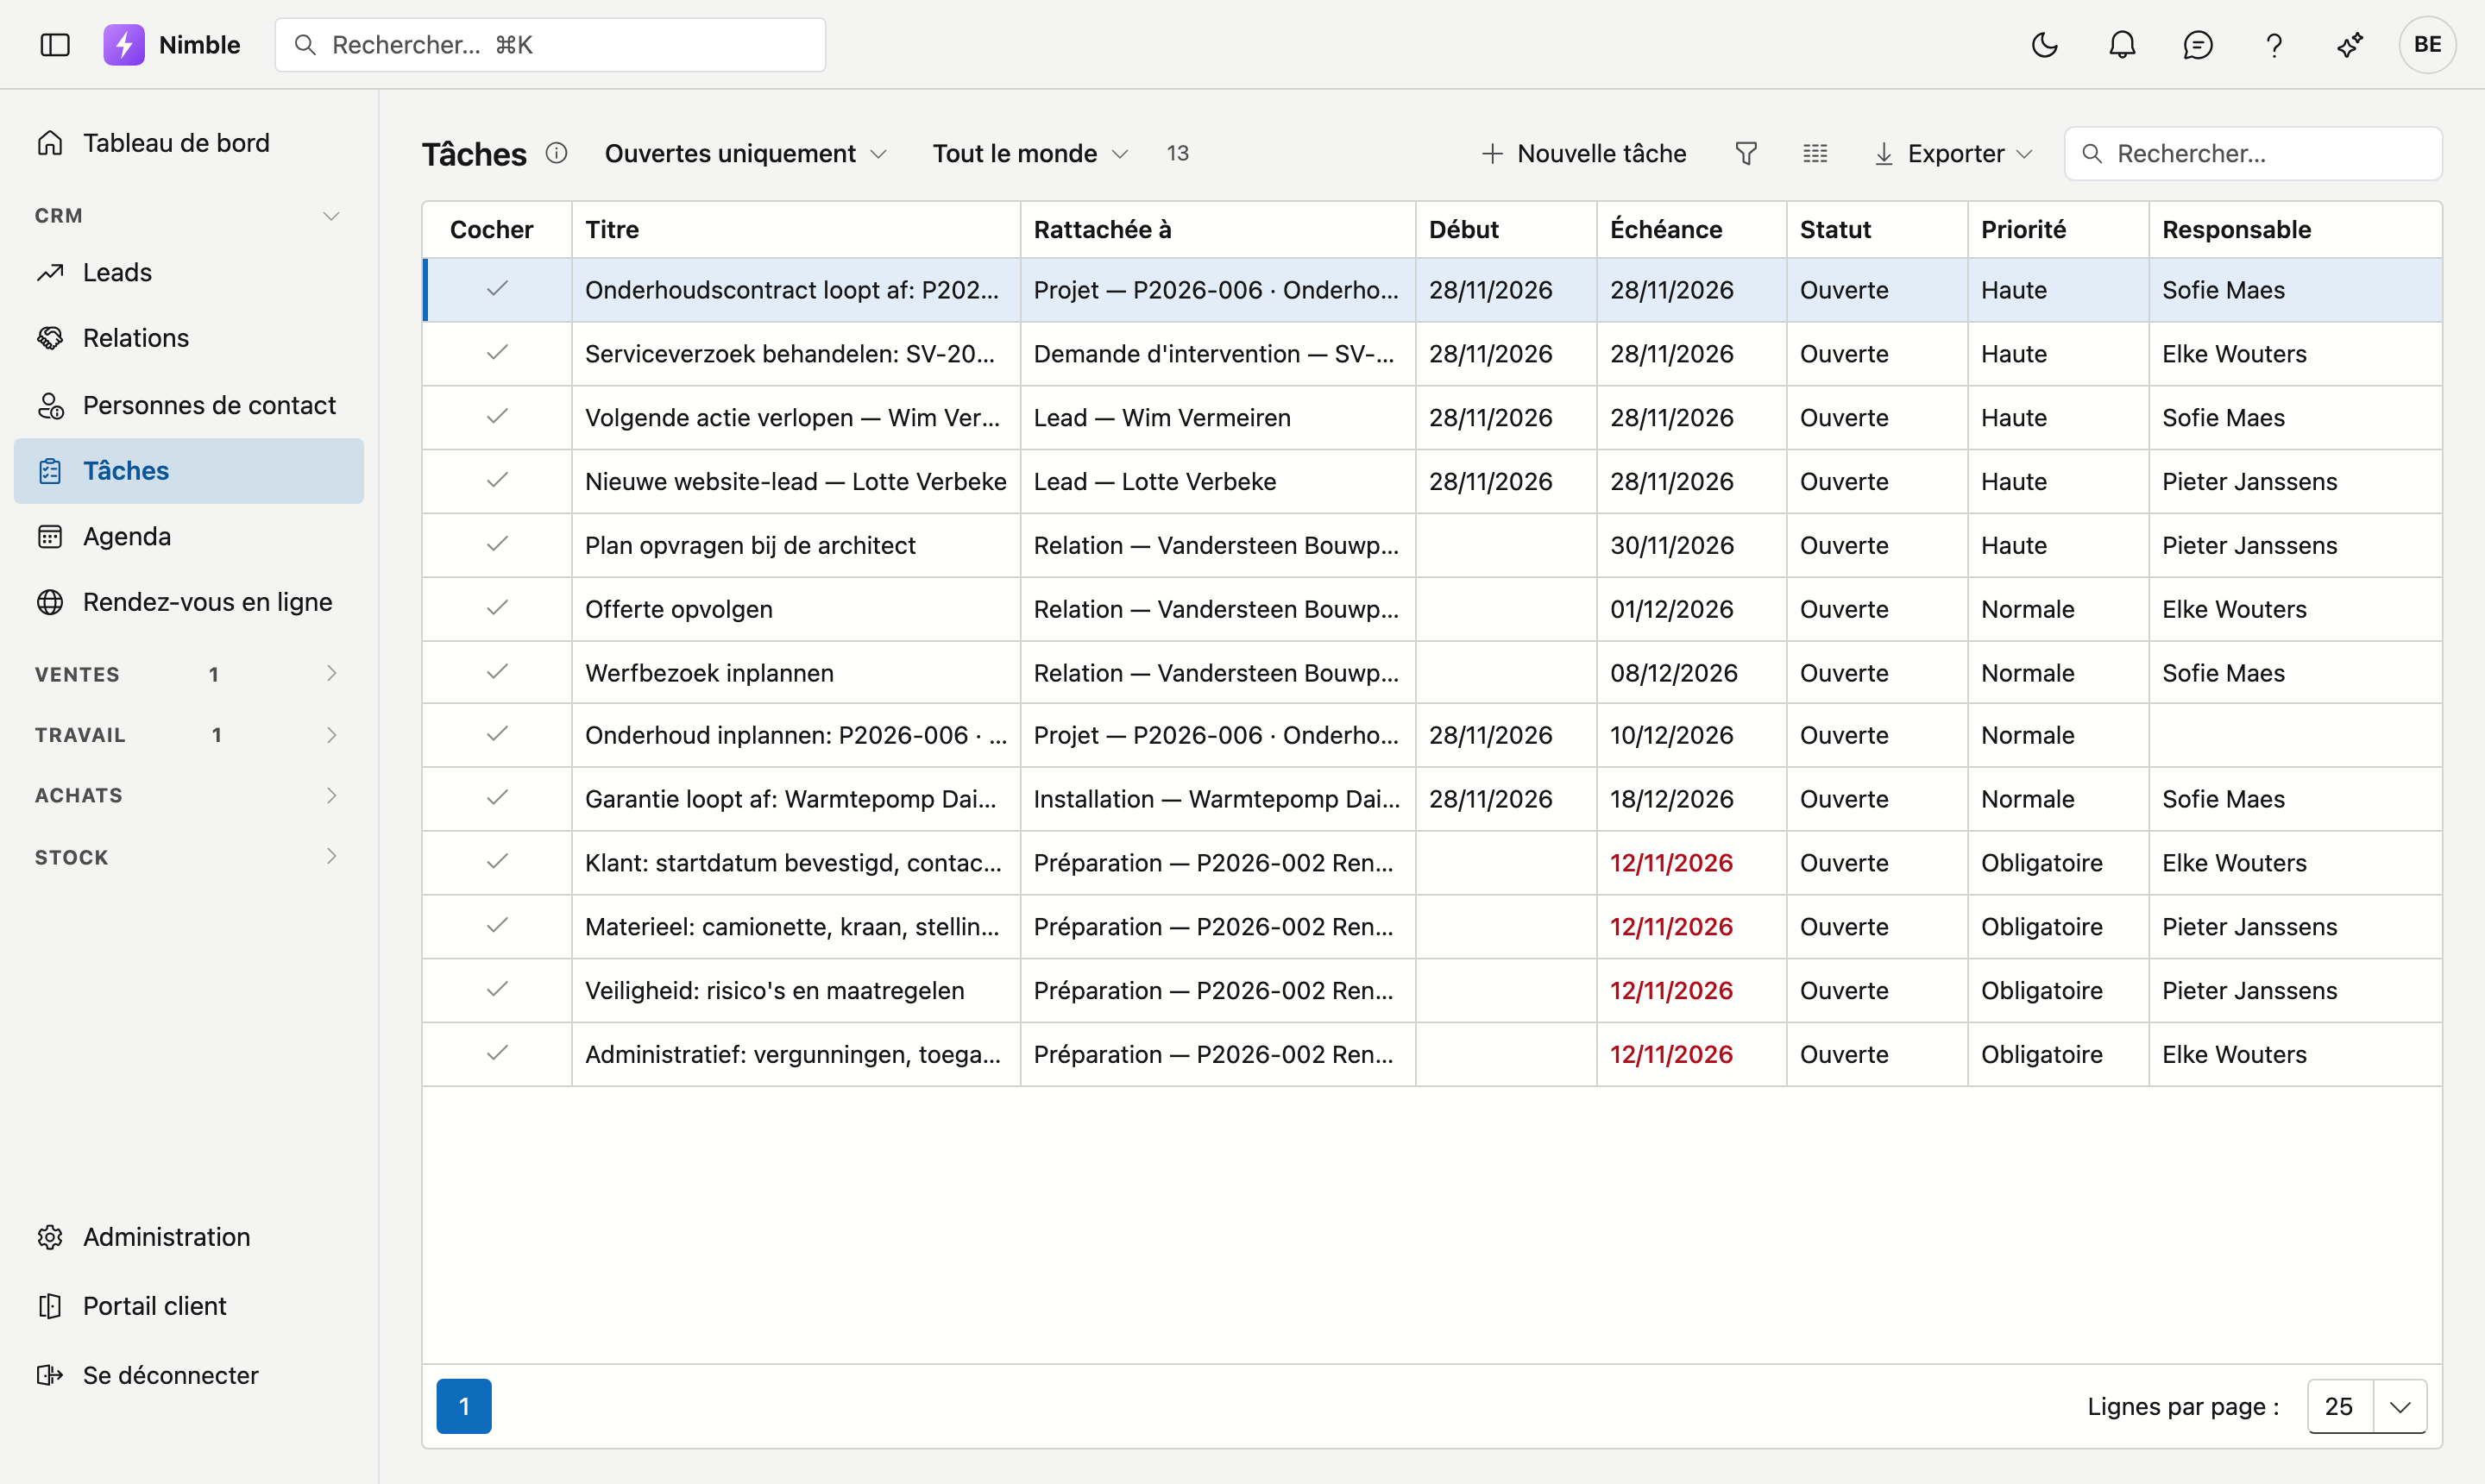 Nimble
Rechercher... ⌘K
BE
Tableau de bord
CRM
Leads
Relations
Personnes de contact
Tâches
Agenda
Rendez-vous en ligne
VENTES 1
TRAVAIL 1
ACHATS
STOCK
Administration
Portail client
Se déconnecter
Tâches Ouvertes uniquement Tout le monde 13 Nouvelle tâche Exporter Rechercher...
Cocher Titre Rattachée à Début Échéance Statut Priorité Responsable
Onderhoudscontract loopt af: P202... Projet — P2026-006 · Onderho... 28/11/2026 28/11/2026 Ouverte Haute Sofie Maes
Serviceverzoek behandelen: SV-20... Demande d'intervention — SV-... 28/11/2026 28/11/2026 Ouverte Haute Elke Wouters
Volgende actie verlopen — Wim Ver... Lead — Wim Vermeiren 28/11/2026 28/11/2026 Ouverte Haute Sofie Maes
Nieuwe website-lead — Lotte Verbeke Lead — Lotte Verbeke 28/11/2026 28/11/2026 Ouverte Haute Pieter Janssens
Plan opvragen bij de architect Relation — Vandersteen Bouwp... 30/11/2026 Ouverte Haute Pieter Janssens
Offerte opvolgen Relation — Vandersteen Bouwp... 01/12/2026 Ouverte Normale Elke Wouters
Werfbezoek inplannen Relation — Vandersteen Bouwp... 08/12/2026 Ouverte Normale Sofie Maes
Onderhoud inplannen: P2026-006 · ... Projet — P2026-006 · Onderho... 28/11/2026 10/12/2026 Ouverte Normale
Garantie loopt af: Warmtepomp Dai... Installation — Warmtepomp Dai... 28/11/2026 18/12/2026 Ouverte Normale Sofie Maes
Klant: startdatum bevestigd, contac... Préparation — P2026-002 Ren... 12/11/2026 Ouverte Obligatoire Elke Wouters
Materieel: camionette, kraan, stellin... Préparation — P2026-002 Ren... 12/11/2026 Ouverte Obligatoire Pieter Janssens
Veiligheid: risico's en maatregelen Préparation — P2026-002 Ren... 12/11/2026 Ouverte Obligatoire Pieter Janssens
Administratief: vergunningen, toega... Préparation — P2026-002 Ren... 12/11/2026 Ouverte Obligatoire Elke Wouters
1 Lignes par page : 25